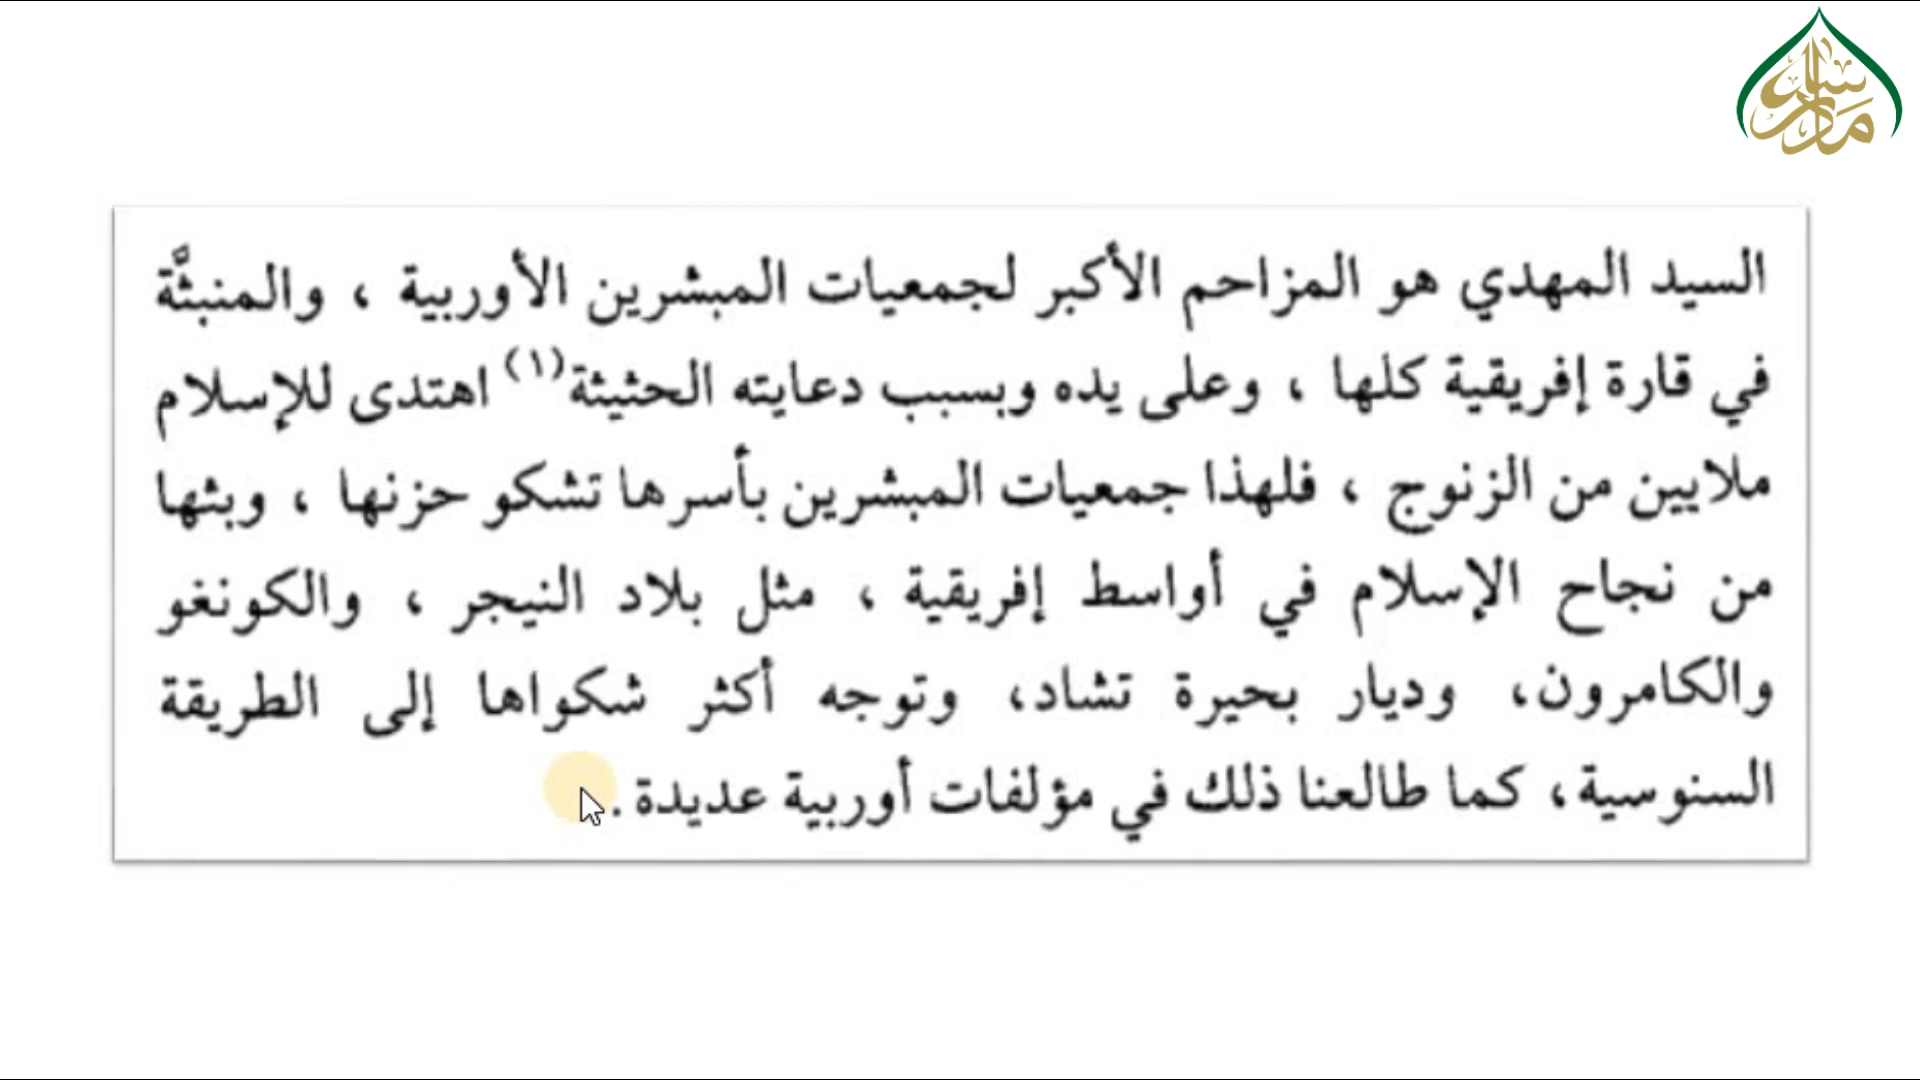 مدارس
السيد المهدي هو المزاحم الأكبر لجمعيات المبشرين الأوربية ، والمنبثَّة
في قارة إفريقية كلها ، وعلى يده وبسبب دعايته الحثيثة(١) اهتدى للإسلام
ملايين من الزنوج ، فلهذا جمعيات المبشرين بأسرها تشكو حزنها ، وبثها
من نجاح الإسلام في أواسط إفريقية ، مثل بلاد النيجر ، والكونغو
والكامرون، وديار بحيرة تشاد، وتوجه أكثر شكواها إلى الطريقة
السنوسية، كما طالعنا ذلك في مؤلفات أوربية عديدة .